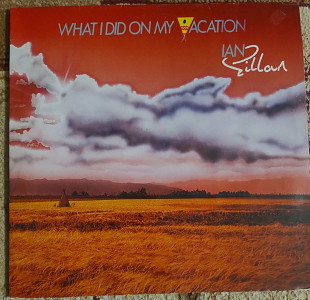 WHAT I DID ON MY VACATION
IAN
Gillan